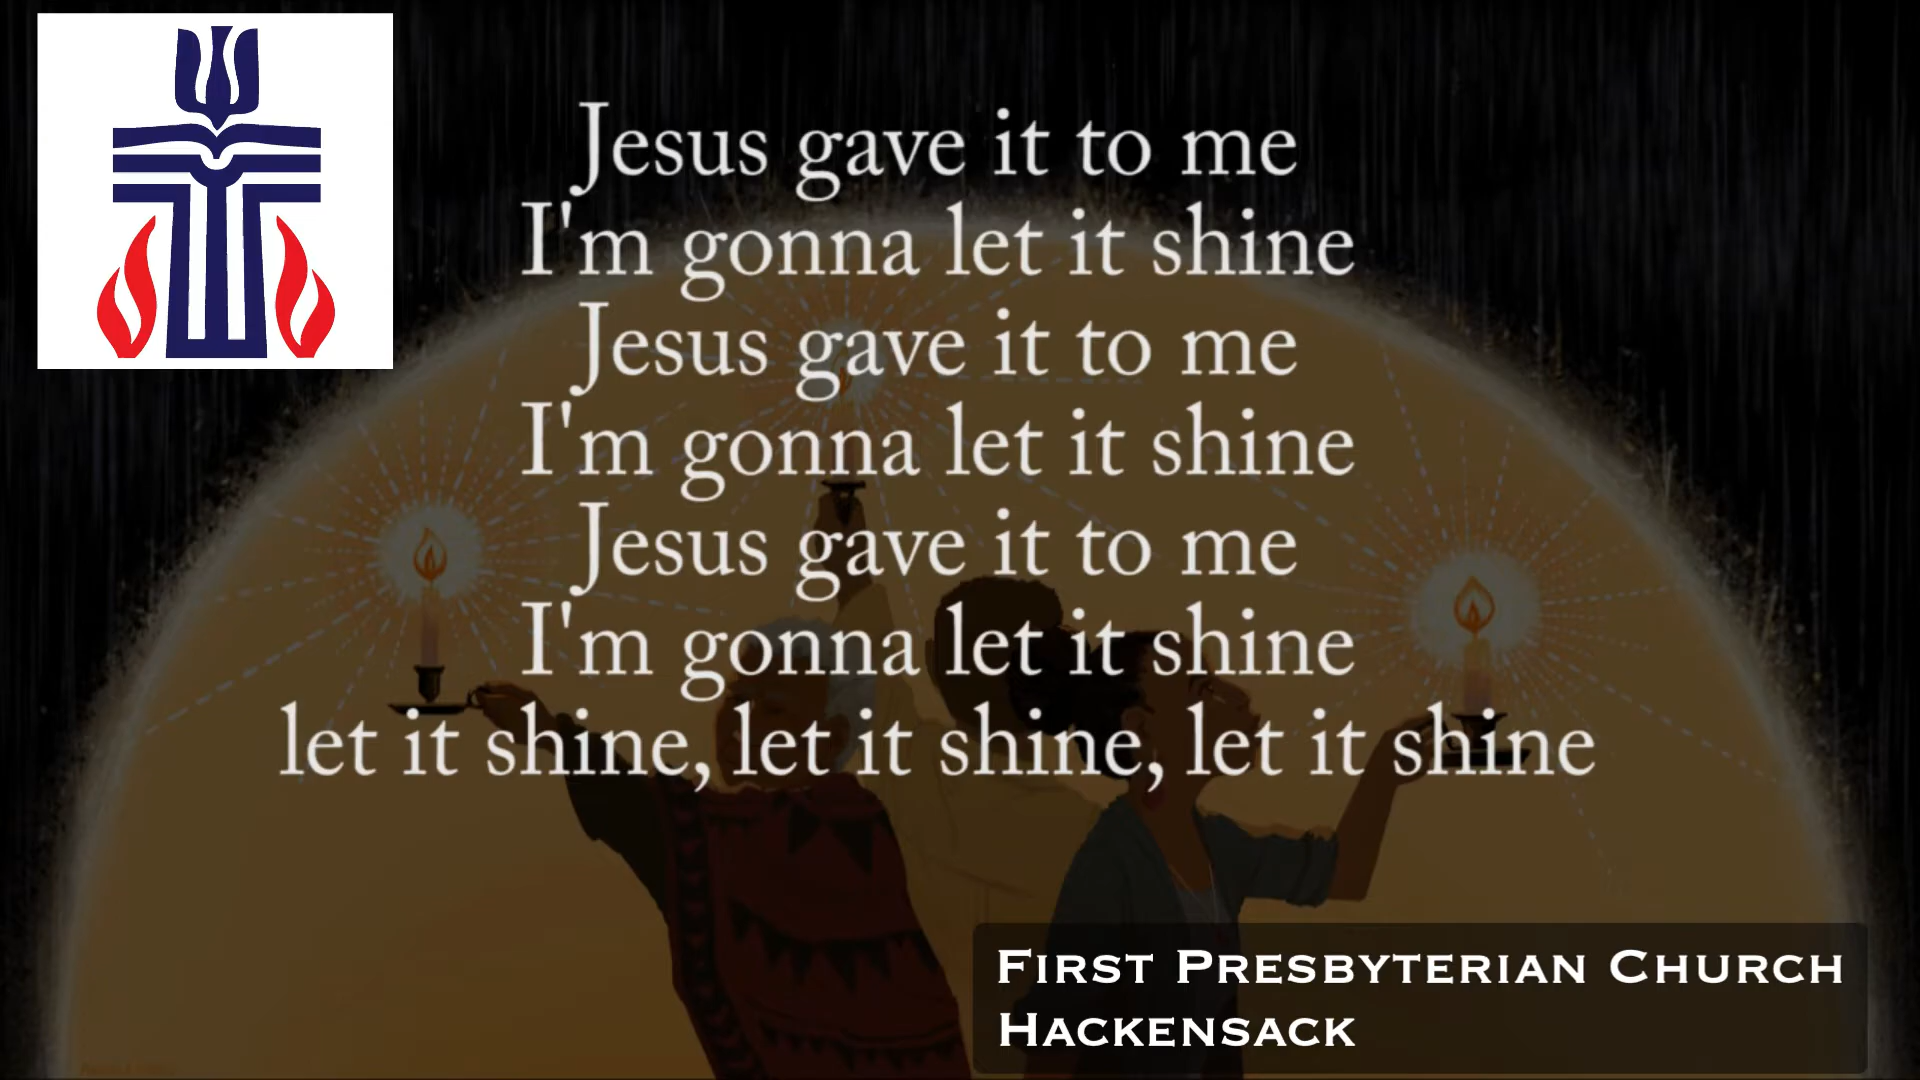 Jesus gave it to me
I'm gonna let it shine
Jesus gave it to me
I'm gonna let it shine
Jesus gave it to me
I'm gonna let it shine
let it shine, let it shine, let it shine
First Presbyterian Church
Hackensack